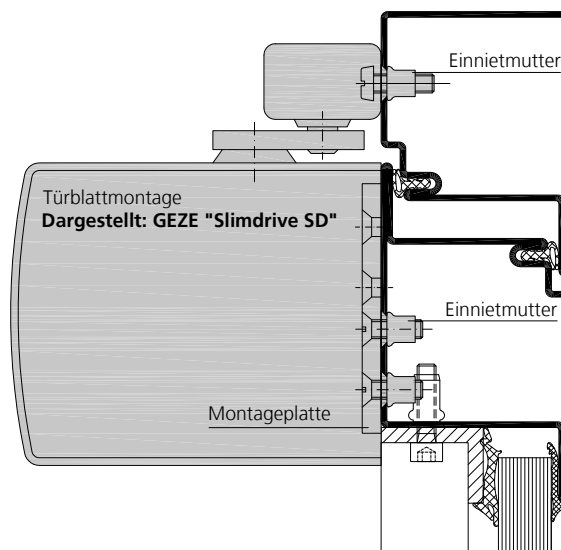 Einnietmutter
Türblattmontage
Dargestellt: GEZE "Slimdrive SD"
Einnietmutter
Montageplatte